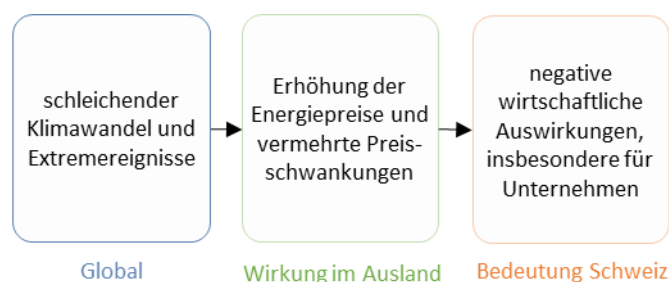 schleichender
Klimawandel und
Extremereignisse
Erhöhung der
Energiepreise und
vermehrte Preis-
schwankungen
negative
wirtschaftliche
Auswirkungen,
insbesondere für
Unternehmen
Global
Wirkung im Ausland
Bedeutung Schweiz